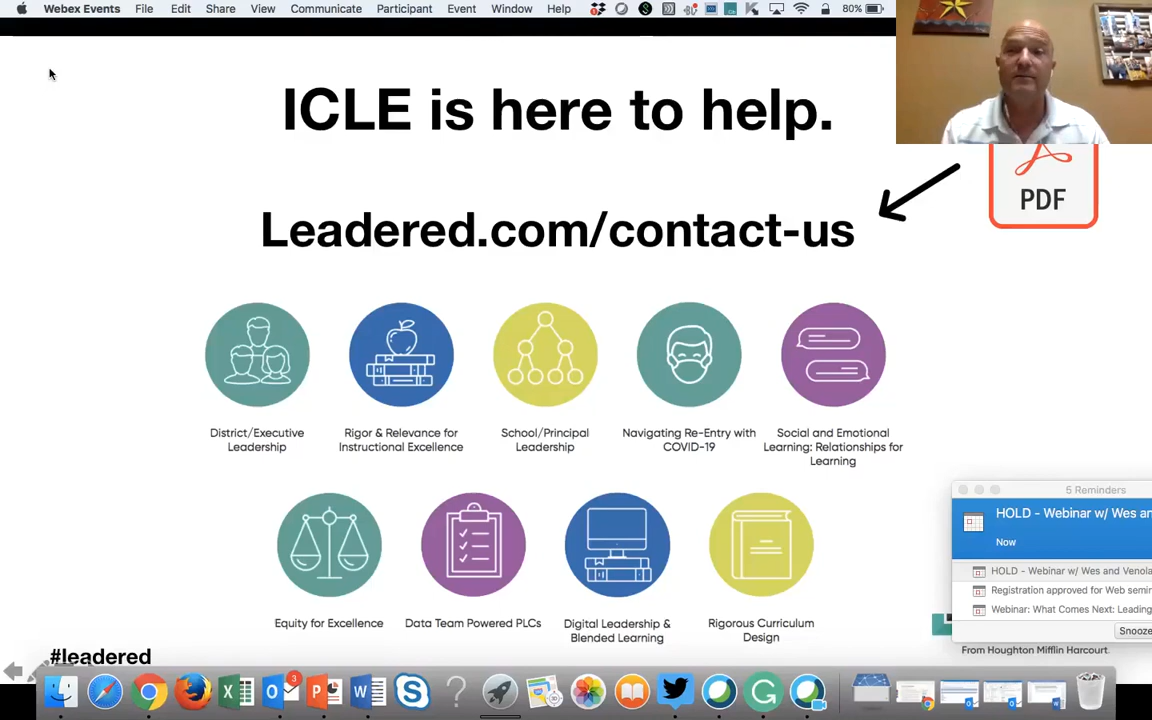 Webex Events File Edit Share View Communicate Participant Event Window Help 80%
ICLE is here to help.
Leadered.com/contact-us
PDF
District/Executive
Leadership
Rigor & Relevance for
Instructional Excellence
School/Principal
Leadership
Navigating Re-Entry with
COVID-19
Social and Emotional
Learning: Relationships for
Learning
Equity for Excellence
Data Team Powered PLCs
Digital Leadership &
Blended Learning
Rigorous Curriculum
Design
5 Reminders
HOLD - Webinar w/ Wes an
Now
HOLD - Webinar w/ Wes and Venola
Registration approved for Web semi
Webinar: What Comes Next: Leading
Snooze
From Houghton Mifflin Harcourt.
#leadered
3
30